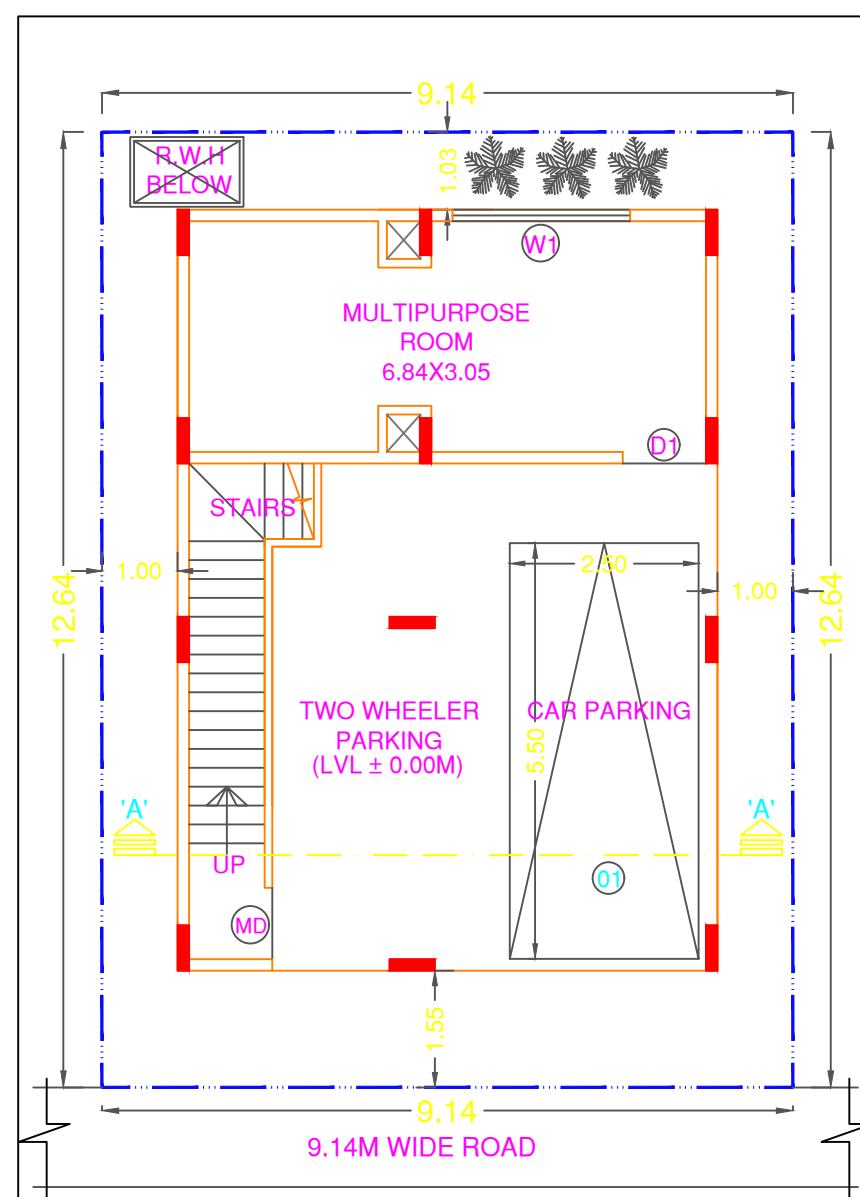 9.14
R.W.H
BELOW
1.03
W1
MULTIPURPOSE
ROOM
6.84X3.05
D1
STAIRS
12.64
1.00
2.50
1.00
12.64
TWO WHEELER
PARKING
(LVL ± 0.00M)
CAR PARKING
5.50
'A'
'A'
UP
01
MD
1.55
9.14
9.14M WIDE ROAD